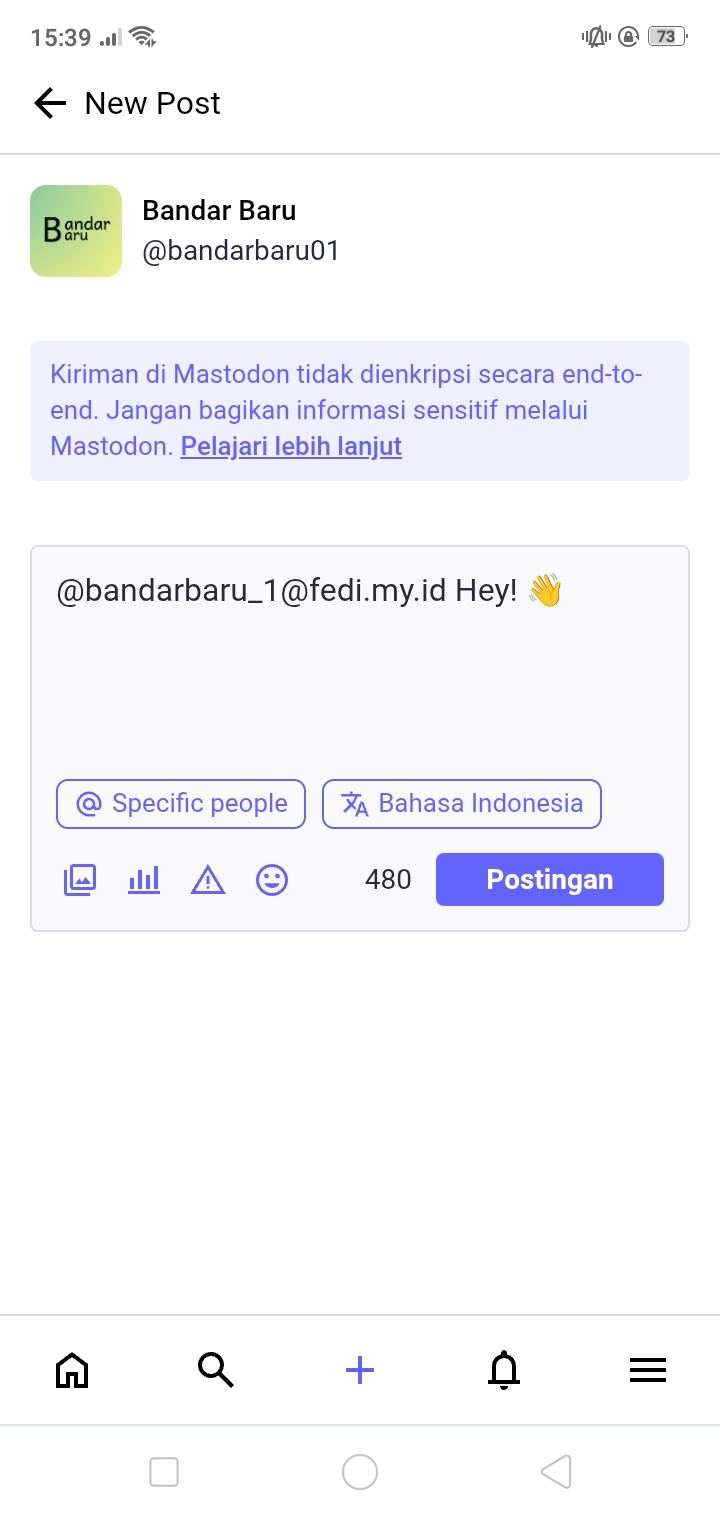 15:39
73
New Post
Bandar
Baru
Bandar Baru
@bandarbaru01
Kiriman di Mastodon tidak dienkripsi secara end-to-
end. Jangan bagikan informasi sensitif melalui
Mastodon. Pelajari lebih lanjut
@bandarbaru_1@fedi.my.id Hey! 👋
Specific people
Bahasa Indonesia
480
Postingan